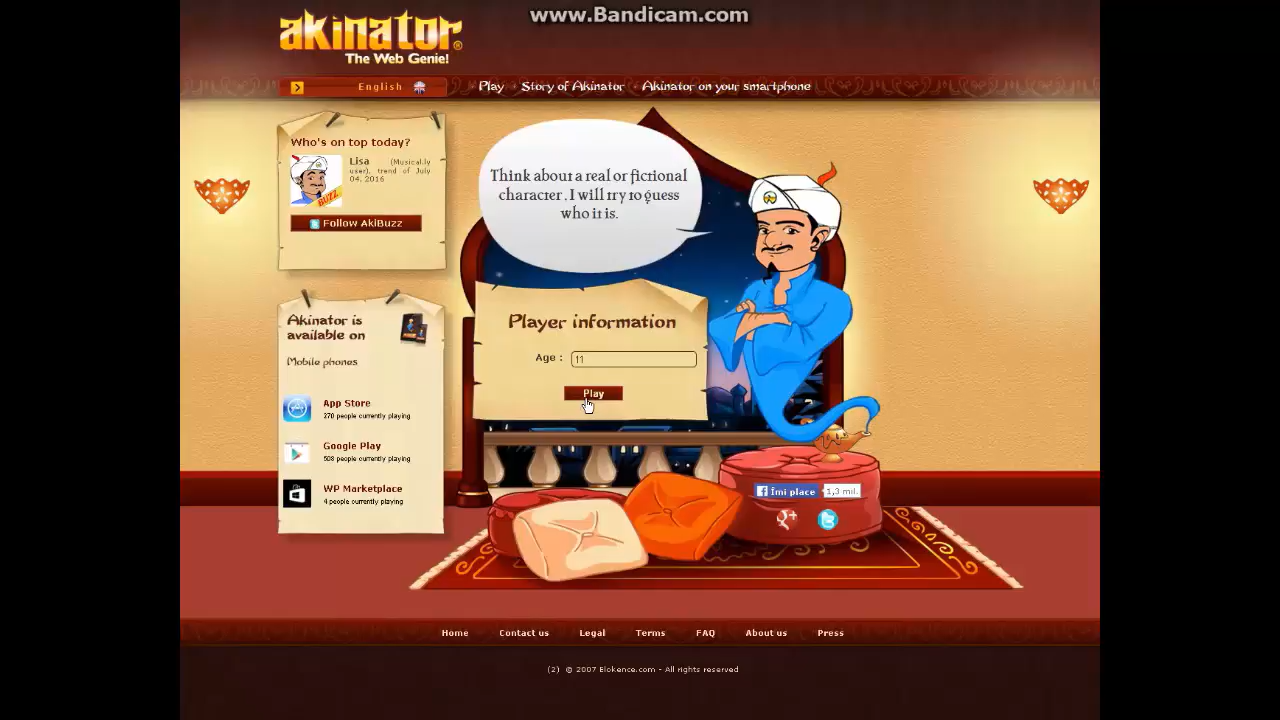 www.Bandicam.com
akinator®
The Web Genie!
English
Play
Story of Akinator
Akinator on your smartphone
Who's on top today?
Lisa (Musical.ly
user), trend of July
04, 2016
BUZZ
Follow AkiBuzz
Think about a real or fictional
character. I will try to guess
who it is.
Player information
Age : 11
Play
Akinator is
available on
Mobile phones
App Store
270 people currently playing
Google Play
508 people currently playing
WP Marketplace
4 people currently playing
Îmi place 1,3 mil.
g+
Home
Contact us
Legal
Terms
FAQ
About us
Press
(2) © 2007 Elokence.com - All rights reserved